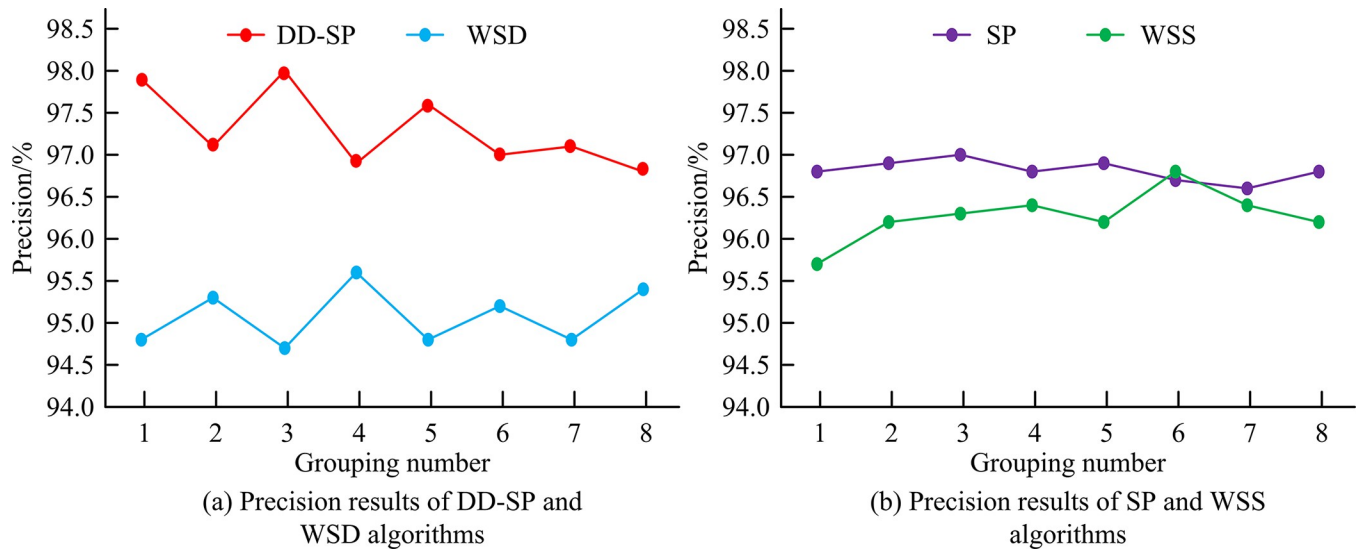 98.5
98.0
97.5
97.0
96.5
96.0
95.5
95.0
94.5
94.0
Precision/%
DD-SP WSD
1 2 3 4 5 6 7 8
Grouping number
(a) Precision results of DD-SP and
WSD algorithms
98.5
98.0
97.5
97.0
96.5
96.0
95.5
95.0
94.5
94.0
Precision/%
SP WSS
1 2 3 4 5 6 7 8
Grouping number
(b) Precision results of SP and WSS
algorithms